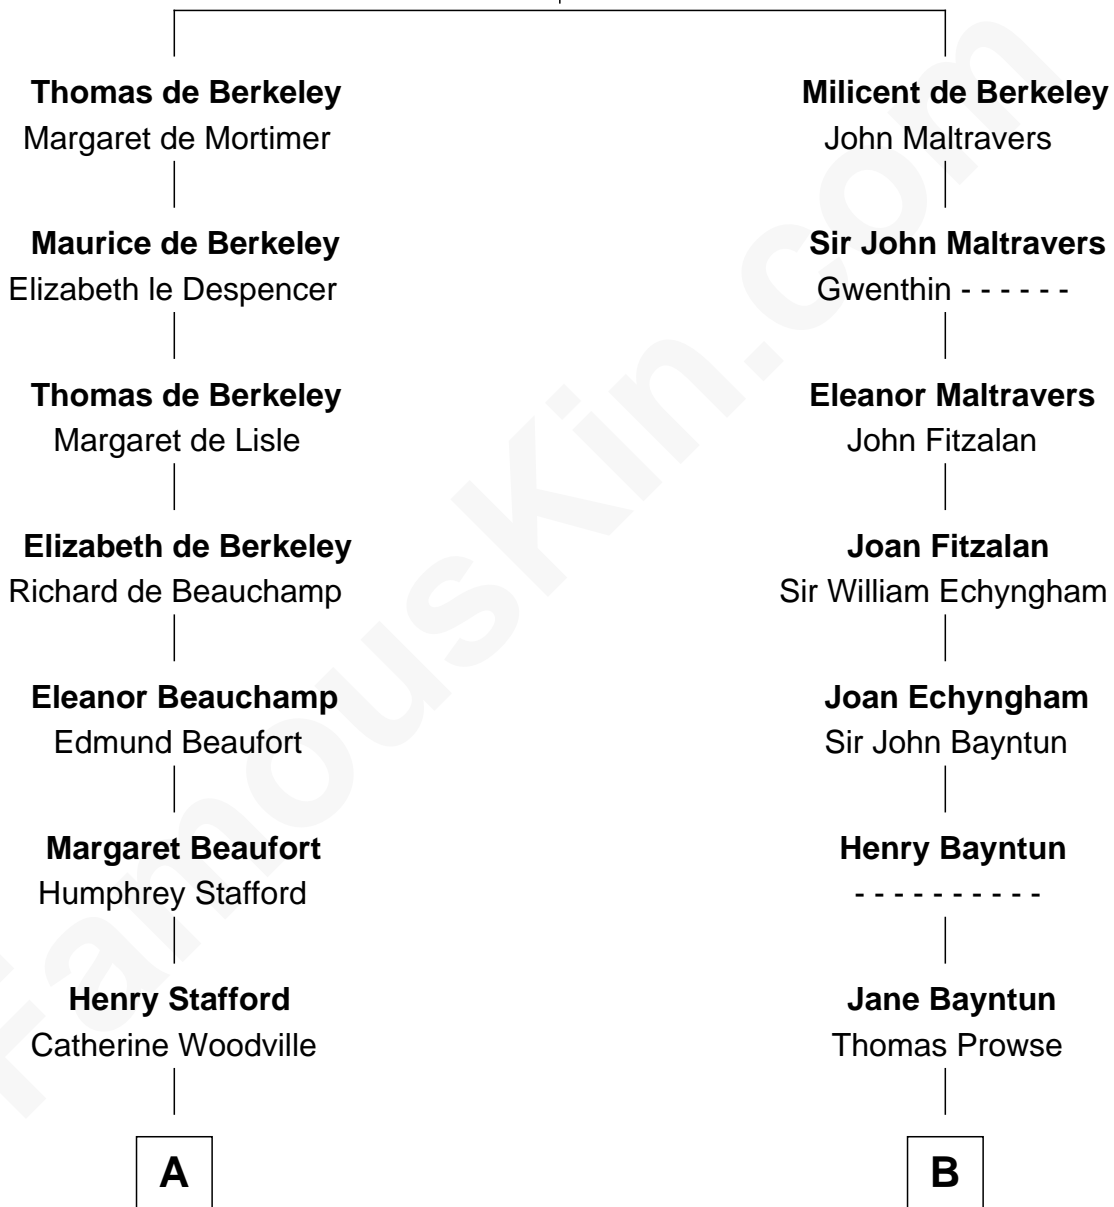 Thomas de Berkeley
Margaret de Mortimer
Maurice de Berkeley
Elizabeth le Despencer
Thomas de Berkeley
Margaret de Lisle
Elizabeth de Berkeley
Richard de Beauchamp
Eleanor Beauchamp
Edmund Beaufort
Margaret Beaufort
Humphrey Stafford
Henry Stafford
Catherine Woodville
A
Milicent de Berkeley
John Maltravers
Sir John Maltravers
Gwenthin - - - - - -
Eleanor Maltravers
John Fitzalan
Joan Fitzalan
Sir William Echyngham
Joan Echyngham
Sir John Bayntun
Henry Bayntun
- - - - - - - - - -
Jane Bayntun
Thomas Prowse
B
FamousKin.com